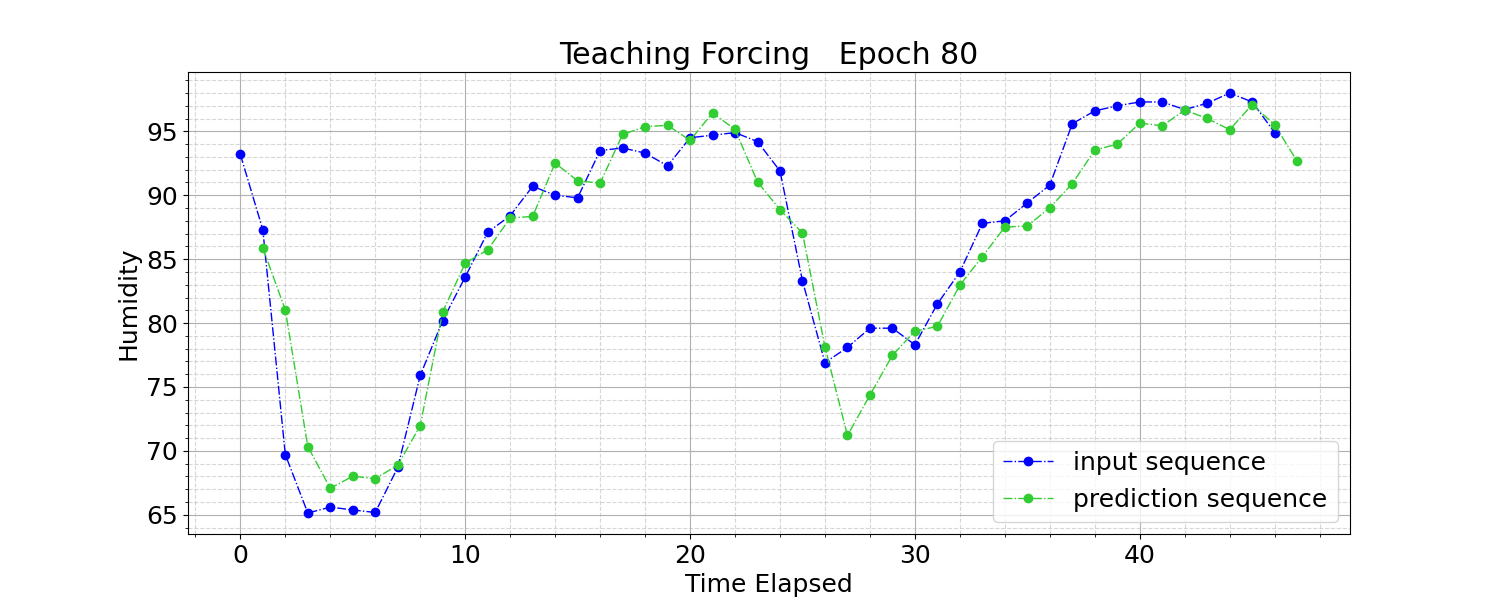 Teaching Forcing   Epoch 80
Humidity
95
90
85
80
75
70
65
0 10 20 30 40
Time Elapsed
input sequence
prediction sequence